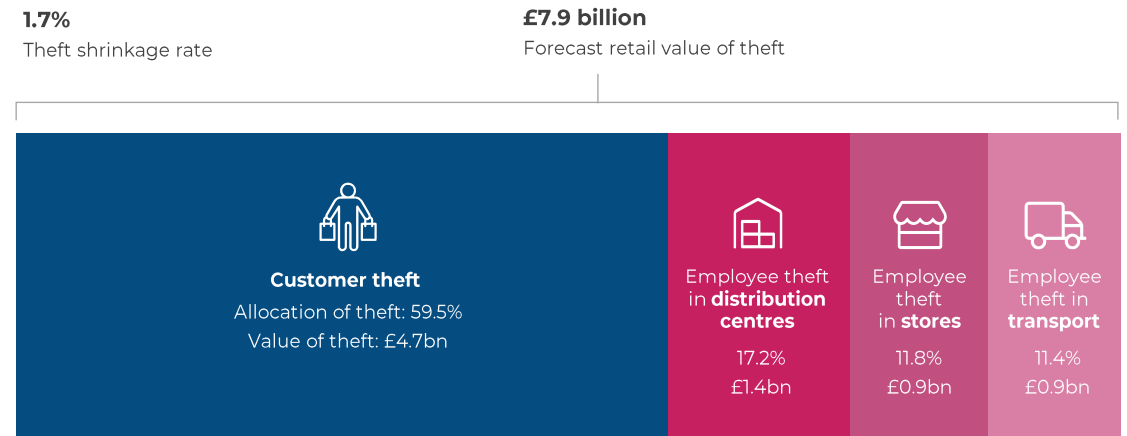 1.7%
Theft shrinkage rate
£7.9 billion
Forecast retail value of theft
Customer theft
Allocation of theft: 59.5%
Value of theft: £4.7bn
Employee theft
in distribution
centres
17.2%
£1.4bn
Employee
theft
in stores
11.8%
£0.9bn
Employee
theft in
transport
11.4%
£0.9bn